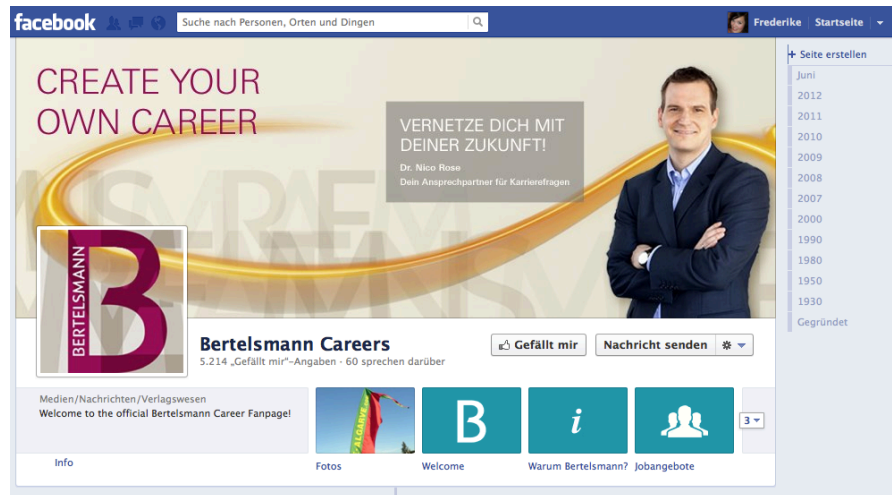 facebook
Suche nach Personen, Orten und Dingen
Frederike
Startseite
CREATE YOUR
OWN CAREER
VERNETZE DICH MIT
DEINER ZUKUNFT!
Dr. Nico Rose
Dein Ansprechpartner für Karrierefragen
BERTELSMANN
B
+ Seite erstellen
Juni
2012
2011
2010
2009
2008
2007
2000
1990
1980
1950
1930
Gegründet
Bertelsmann Careers
5.214 „Gefällt mir“-Angaben · 60 sprechen darüber
Gefällt mir
Nachricht senden
Medien/Nachrichten/Verlagswesen
Welcome to the official Bertelsmann Career Fanpage!
Info
ALGARVE
B
i
3
Fotos
Welcome
Warum Bertelsmann?
Jobangebote